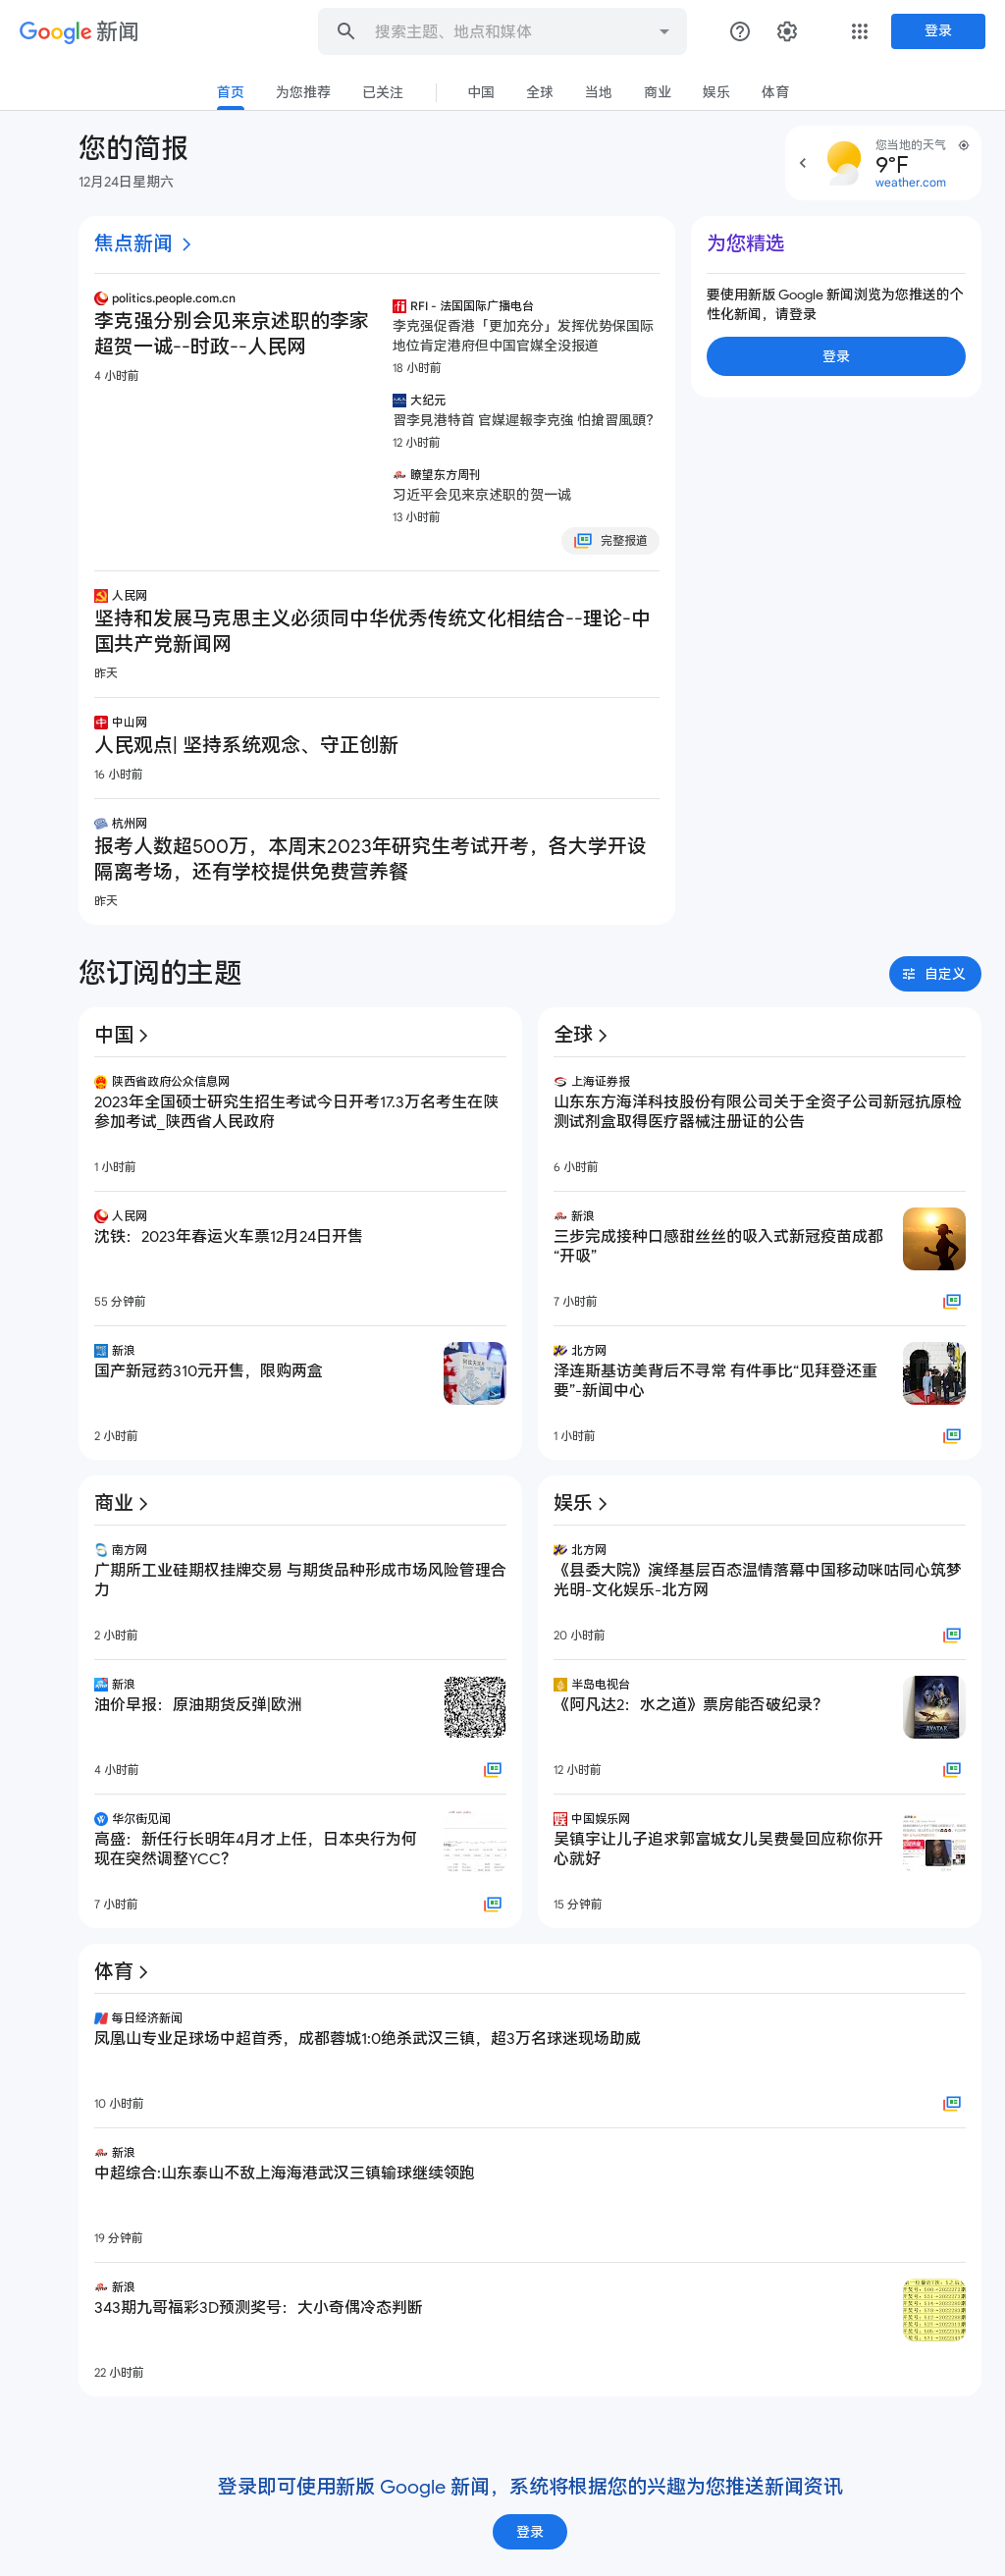 Google 新闻
搜索主题、地点和媒体
登录
首页
为您推荐
已关注
中国
全球
当地
商业
娱乐
体育
您的简报
12月24日星期六
您当地的天气
9°F
weather.com
焦点新闻
politics.people.com.cn
李克强分别会见来京述职的李家
超贺一诚--时政--人民网
4 小时前
RFI - 法国国际广播电台
李克强促香港「更加充分」发挥优势保国际
地位肯定港府但中国官媒全没报道
18 小时前
大纪元
習李見港特首 官媒遲報李克強 怕搶習風頭？
12 小时前
瞭望东方周刊
习近平会见来京述职的贺一诚
13 小时前
完整报道
人民网
坚持和发展马克思主义必须同中华优秀传统文化相结合--理论-中
国共产党新闻网
昨天
中山网
人民观点| 坚持系统观念、守正创新
16 小时前
杭州网
报考人数超500万，本周末2023年研究生考试开考，各大学开设
隔离考场，还有学校提供免费营养餐
昨天
为您精选
要使用新版 Google 新闻浏览为您推送的个
性化新闻，请登录
登录
您订阅的主题
自定义
中国
陕西省政府公众信息网
2023年全国硕士研究生招生考试今日开考17.3万名考生在陕
参加考试_陕西省人民政府
1 小时前
人民网
沈铁：2023年春运火车票12月24日开售
55 分钟前
新浪
国产新冠药310元开售，限购两盒
2 小时前
全球
上海证券报
山东东方海洋科技股份有限公司关于全资子公司新冠抗原检
测试剂盒取得医疗器械注册证的公告
6 小时前
新浪
三步完成接种口感甜丝丝的吸入式新冠疫苗成都
“开吸”
7 小时前
北方网
泽连斯基访美背后不寻常 有件事比“见拜登还重
要”-新闻中心
1 小时前
商业
南方网
广期所工业硅期权挂牌交易 与期货品种形成市场风险管理合
力
2 小时前
新浪
油价早报：原油期货反弹|欧洲
4 小时前
华尔街见闻
高盛：新任行长明年4月才上任，日本央行为何
现在突然调整YCC？
7 小时前
娱乐
北方网
《县委大院》演绎基层百态温情落幕中国移动咪咕同心筑梦
光明-文化娱乐-北方网
20 小时前
半岛电视台
《阿凡达2：水之道》票房能否破纪录？
AVATAR
12 小时前
中国娱乐网
吴镇宇让儿子追求郭富城女儿吴费曼回应称你开
心就好
15 分钟前
体育
每日经济新闻
凤凰山专业足球场中超首秀，成都蓉城1:0绝杀武汉三镇，超3万名球迷现场助威
10 小时前
新浪
中超综合:山东泰山不敌上海海港武汉三镇输球继续领跑
19 分钟前
新浪
343期九哥福彩3D预测奖号：大小奇偶冷态判断
22 小时前
登录即可使用新版 Google 新闻，系统将根据您的兴趣为您推送新闻资讯
登录